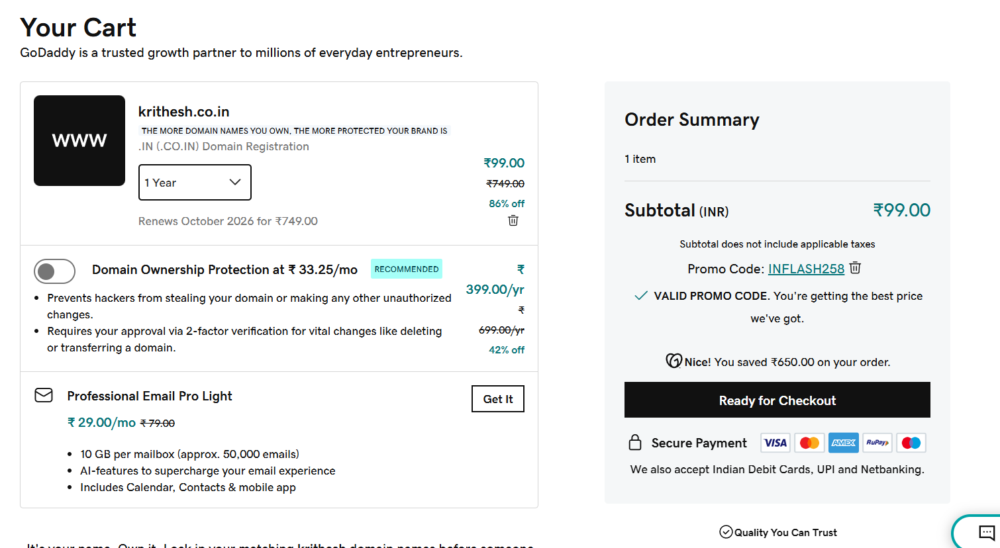 Your Cart
GoDaddy is a trusted growth partner to millions of everyday entrepreneurs.
www
krithesh.co.in
THE MORE DOMAIN NAMES YOU OWN, THE MORE PROTECTED YOUR BRAND IS
.IN (.CO.IN) Domain Registration
1 Year
Renews October 2026 for ₹749.00
₹99.00
₹749.00
86% off
Domain Ownership Protection at ₹ 33.25/mo
RECOMMENDED
• Prevents hackers from stealing your domain or making any other unauthorized
changes.
• Requires your approval via 2-factor verification for vital changes like deleting
or transferring a domain.
₹
399.00/yr
₹
699.00/yr
42% off
Professional Email Pro Light
Get It
₹ 29.00/mo ₹ 79.00
• 10 GB per mailbox (approx. 50,000 emails)
• AI-features to supercharge your email experience
• Includes Calendar, Contacts & mobile app
It's your name. Own it. Lock in your matching krithesh domain names before someone
Order Summary
1 item
Subtotal (INR) ₹99.00
Subtotal does not include applicable taxes
Promo Code: INFLASH258
VALID PROMO CODE. You're getting the best price
we've got.
Nice! You saved ₹650.00 on your order.
Ready for Checkout
Secure Payment VISA AMEX RuPay
We also accept Indian Debit Cards, UPI and Netbanking.
Quality You Can Trust